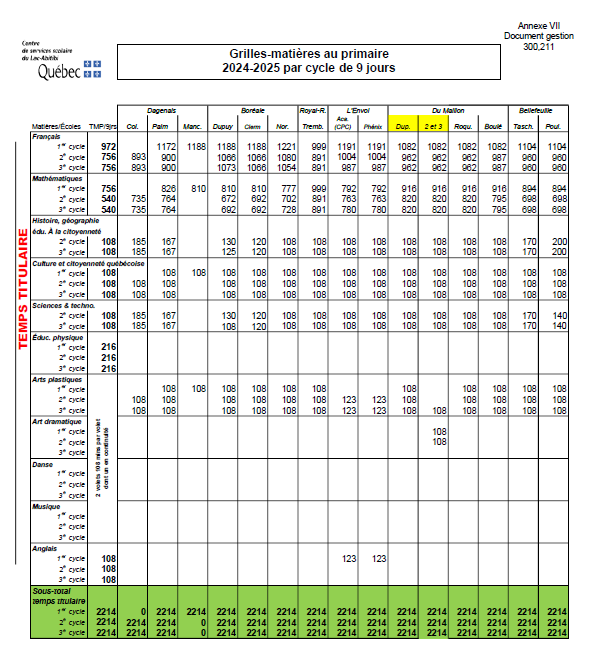 Annexe VII
Document gestion
300,211
Centre
de services scolaire
du Lac-Abitibi
Québec
Grilles-matières au primaire
2024-2025 par cycle de 9 jours
Dagenais Boréale Royal-R. L'Envol Du Maillon Bellefeuille
Matières/Écoles TMP/9jrs Col. Palm Manc. Dupuy Clerm Nor. Tremb. Aca. (CPC) Phénix Dup. 2 et 3 Roqu. Boulé Tasch. Poul.
TEMPS TITULAIRE
Français
1er cycle 972 1172 1188 1188 1188 1221 999 1191 1191 1082 1082 1082 1082 1104 1104
2e cycle 756 893 900 1066 1066 1080 891 1004 1004 962 962 962 987 960 960
3e cycle 756 893 900 1073 1066 1054 891 987 987 962 962 962 987 960 960
Mathématiques
1er cycle 756 826 810 810 810 777 999 792 792 916 916 916 916 894 894
2e cycle 540 735 764 672 692 702 891 763 763 820 820 820 795 698 698
3e cycle 540 735 764 692 692 728 891 780 780 820 820 820 795 698 698
Histoire, géographie
édu. À la citoyenneté
2e cycle 108 185 167 130 120 108 108 108 108 108 108 108 108 170 200
3e cycle 108 185 167 125 120 108 108 108 108 108 108 108 108 170 200
Culture et citoyenneté québécoise
1er cycle 108 108 108 108 108 108 108 108 108 108 108 108 108 108 108
2e cycle 108 108 108 108 108 108 108 108 108 108 108 108 108 108 108
3e cycle 108 108 108 108 108 108 108 108 108 108 108 108 108 108 108
Sciences & techno.
2e cycle 108 185 167 130 120 108 108 108 108 108 108 108 108 170 140
3e cycle 108 185 167 108 120 108 108 108 108 108 108 108 108 170 140
Éduc. physique
1er cycle 216
2e cycle 216
3e cycle 216
Arts plastiques
1er cycle 108 108 108 108 108 108 108 108 108 108 108
2e cycle 108 108 108 108 108 108 123 123 108 108 108 108 108
3e cycle 108 108 108 108 108 108 123 123 108 108 108 108 108 108
2 volets 108 mins par volet
dont un en continuité
Art dramatique
1er cycle 108
2e cycle 108
3e cycle
Danse
1er cycle
2e cycle
3e cycle
Musique
1er cycle
2e cycle
3e cycle
Anglais
1er cycle 108 123 123
2e cycle 108
3e cycle 108
Sous-total
temps titulaire
1er cycle 2214 0 2214 2214 2214 2214 2214 2214 2214 2214 2214 2214 2214 2214 2214 2214
2e cycle 2214 2214 2214 0 2214 2214 2214 2214 2214 2214 2214 2214 2214 2214 2214 2214
3e cycle 2214 2214 2214 0 2214 2214 2214 2214 2214 2214 2214 2214 2214 2214 2214 2214